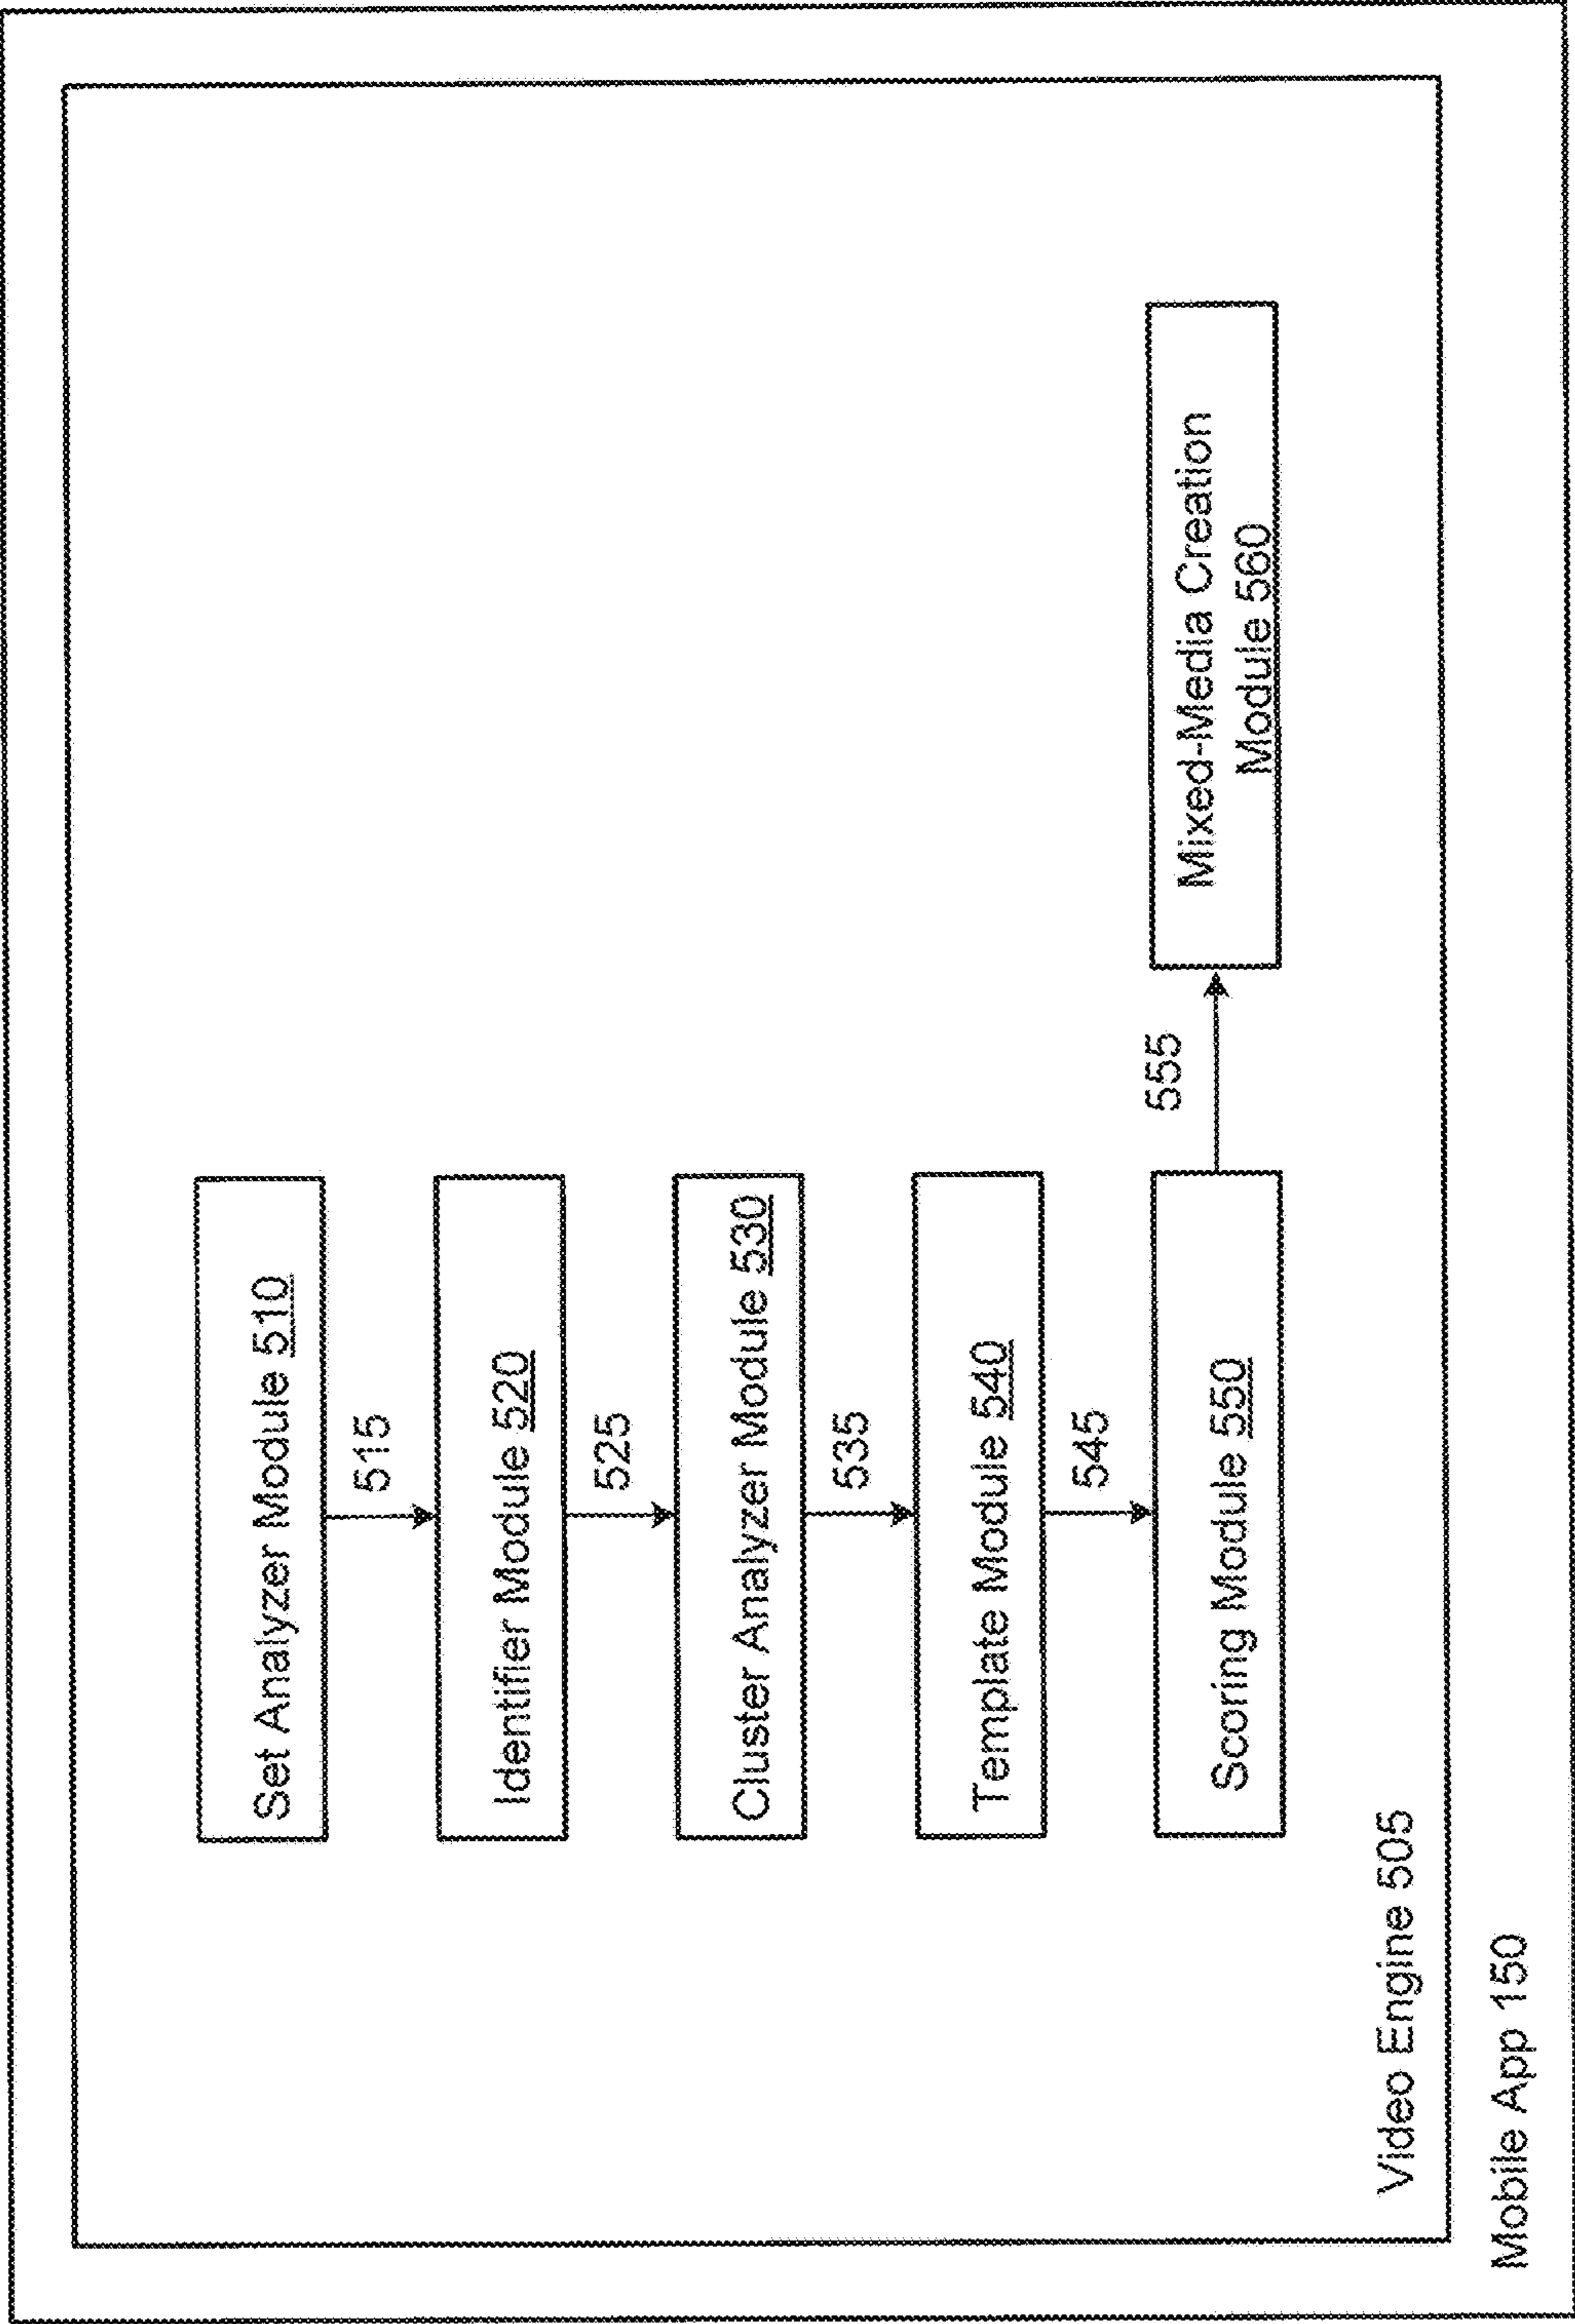 Set Analyzer Module 510
515
Identifier Module 520
525
Cluster Analyzer Module 530
535
Template Module 540
545
Scoring Module 550
555
Mixed-Media Creation
Module 560
Video Engine 505
Mobile App 150